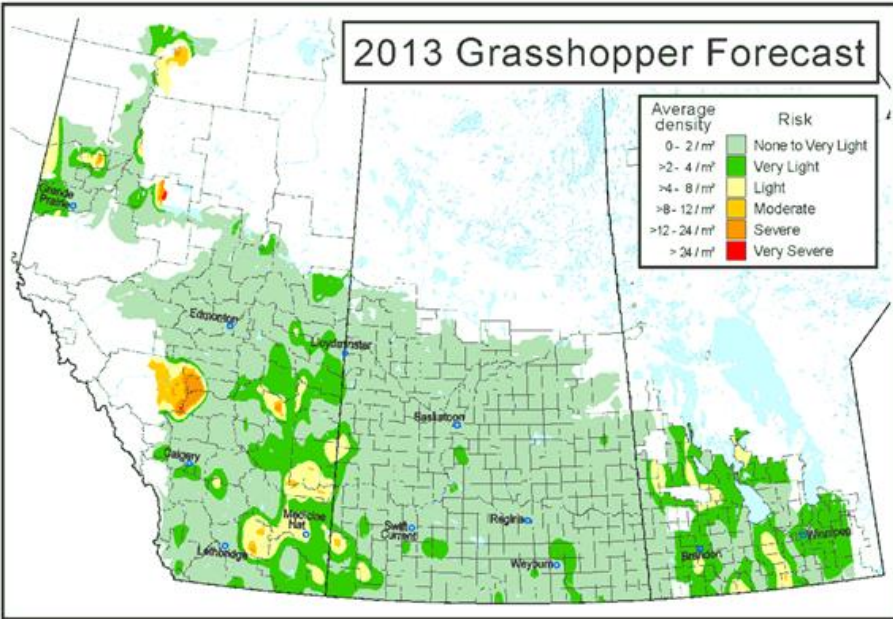 2013 Grasshopper Forecast
Average density
Risk
0 - 2 / m² None to Very Light
>2 - 4 / m² Very Light
>4 - 8 / m² Light
>8 - 12 / m² Moderate
>12 - 24 / m² Severe
> 24 / m² Very Severe
Grande
Prairie
Edmonton
Lloydminster
Saskatoon
Calgary
Medicine
Hat
Swift
Current
Regina
Lethbridge
Weyburn
Brandon
Winnipeg